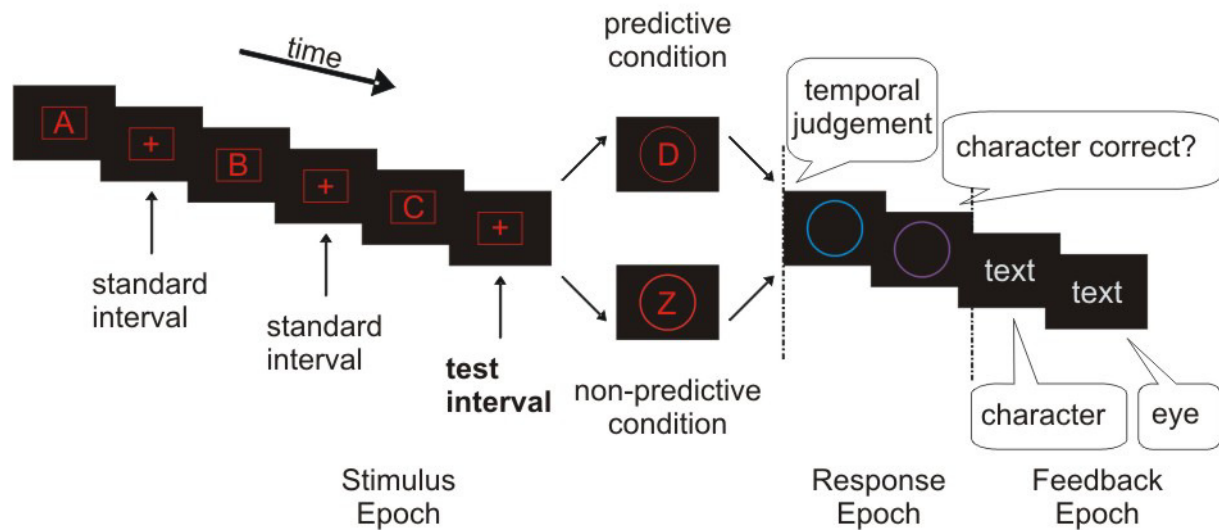 time
A
+
B
+
C
+
standard
interval
standard
interval
test
interval
predictive
condition
D
Z
non-predictive
condition
temporal
judgement
character correct?
text
text
character
eye
Stimulus
Epoch
Response
Epoch
Feedback
Epoch